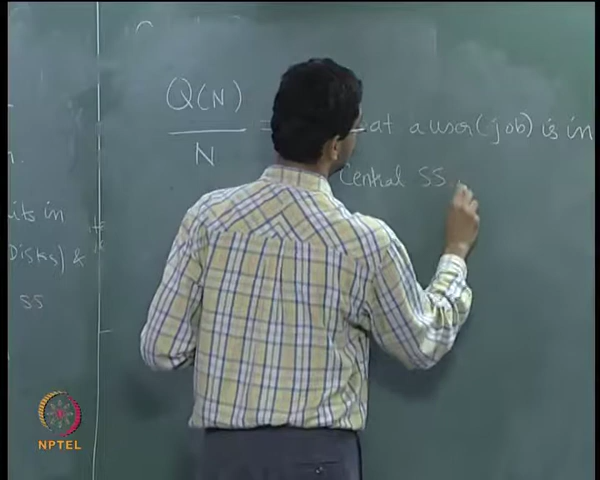 its in
Disks) &
SS
Q(N)
N
=
at a user (job) is in
Central SS
NPTEL